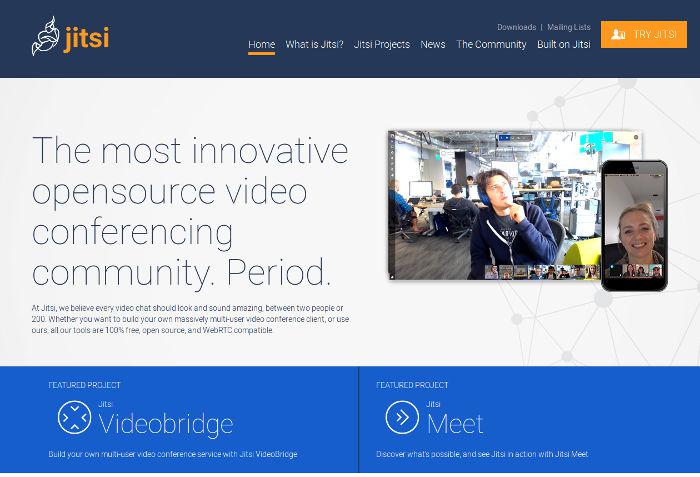 jitsi
Downloads | Mailing Lists
Home What is Jitsi? Jitsi Projects News The Community Built on Jitsi
TRY JITSI
The most innovative
opensource video
conferencing
community. Period.
At Jitsi, we believe every video chat should look and sound amazing, between two people or
200. Whether you want to build your own massively multi-user video conference client, or use
ours, all our tools are 100% free, open source, and WebRTC compatible.
FEATURED PROJECT
Jitsi
Videobridge
Build your own multi-user video conference service with Jitsi VideoBridge
FEATURED PROJECT
Jitsi
Meet
Discover what's possible, and see Jitsi in action with Jitsi Meet